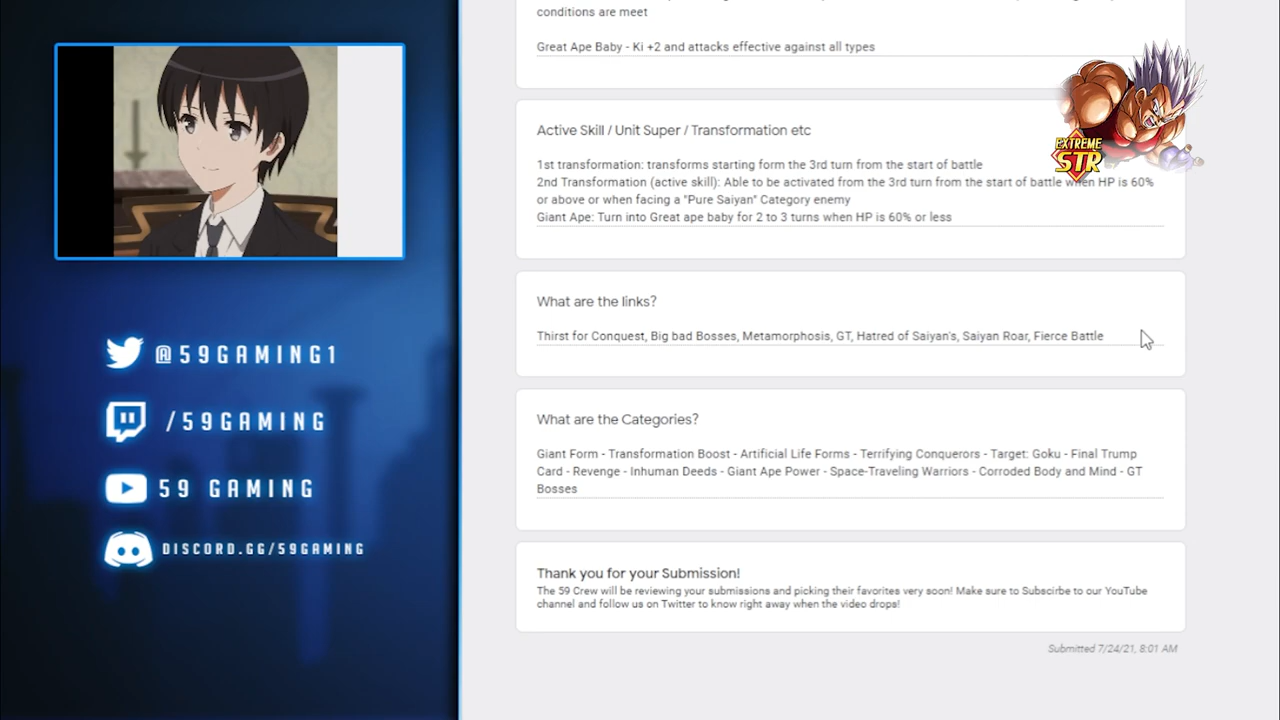 conditions are meet
Great Ape Baby - Ki +2 and attacks effective against all types
EXTREME
STR
Active Skill / Unit Super / Transformation etc
1st transformation: transforms starting form the 3rd turn from the start of battle
2nd Transformation (active skill): Able to be activated from the 3rd turn from the start of battle when HP is 60%
or above or when facing a "Pure Saiyan" Category enemy
Giant Ape: Turn into Great ape baby for 2 to 3 turns when HP is 60% or less
What are the links?
Thirst for Conquest, Big bad Bosses, Metamorphosis, GT, Hatred of Saiyan's, Saiyan Roar, Fierce Battle
What are the Categories?
Giant Form - Transformation Boost - Artificial Life Forms - Terrifying Conquerors - Target: Goku - Final Trump
Card - Revenge - Inhuman Deeds - Giant Ape Power - Space-Traveling Warriors - Corroded Body and Mind - GT
Bosses
Thank you for your Submission!
The 59 Crew will be reviewing your submissions and picking their favorites very soon! Make sure to Subscirbe to our YouTube
channel and follow us on Twitter to know right away when the video drops!
Submitted 7/24/21, 8:01 AM
@59GAMING1
/59GAMING
59 GAMING
DISCORD.GG/59GAMING